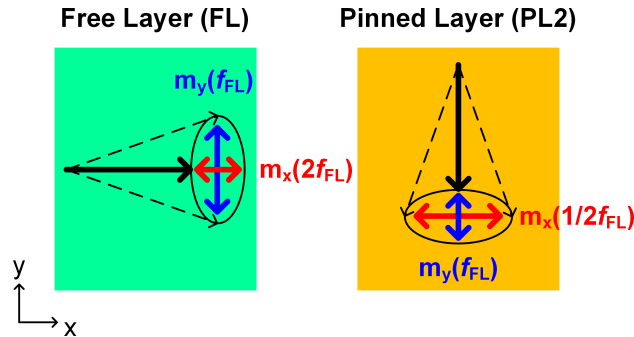 Free Layer (FL)
Pinned Layer (PL2)
my(fFL)
mx(2fFL)
mx(1/2fFL)
my(fFL)
y
x